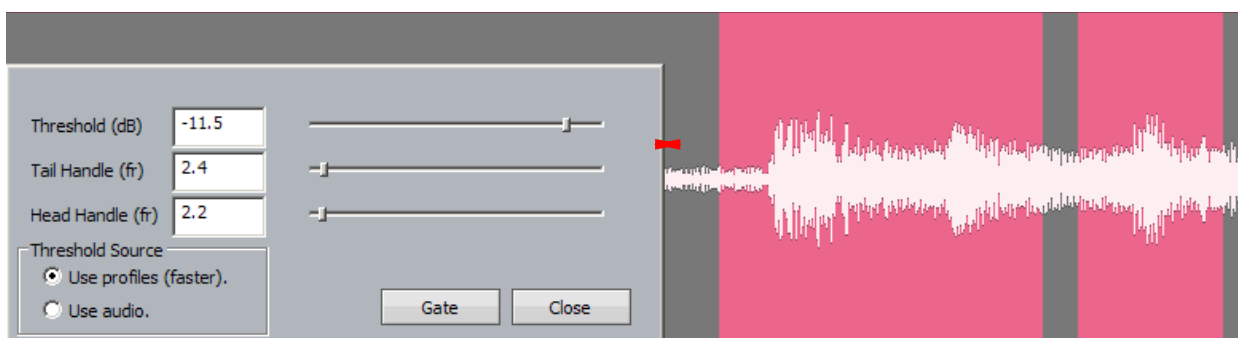 Threshold (dB) -11.5
Tail Handle (fr) 2.4
Head Handle (fr) 2.2
Threshold Source
Use profiles (faster).
Use audio.
Gate Close